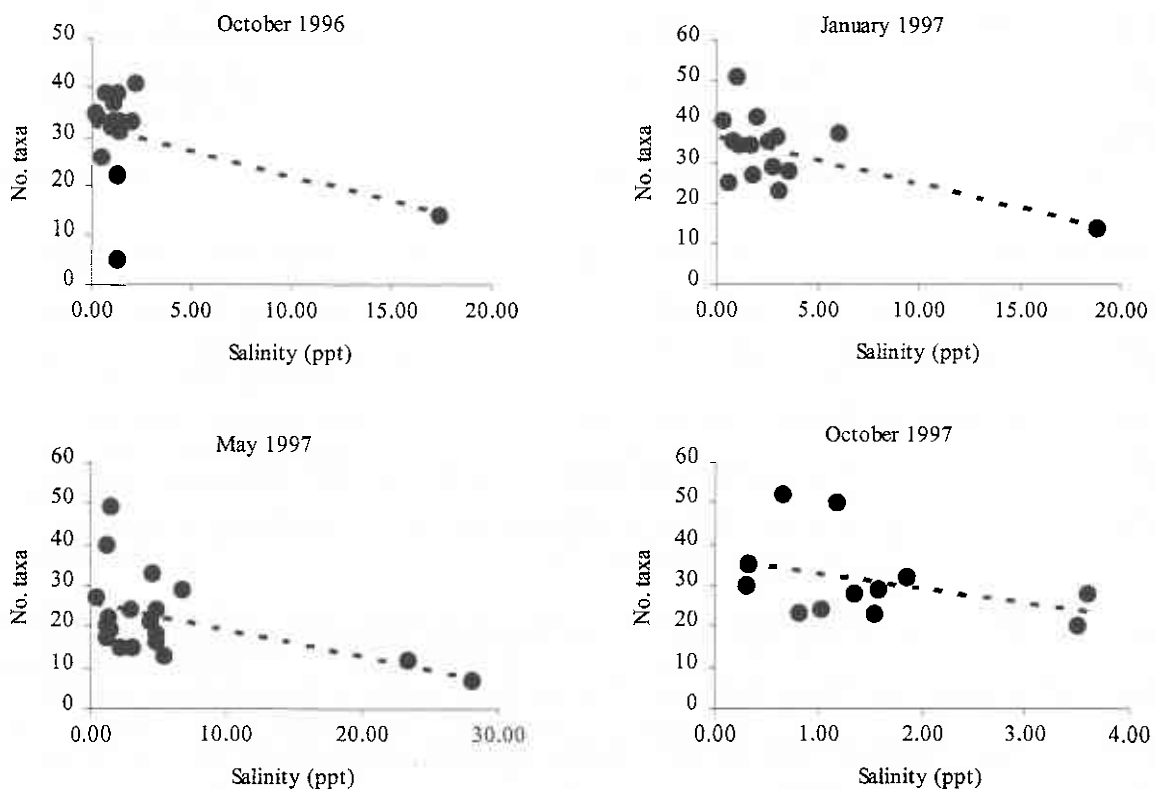 October 1996
50
40
30
20
10
0
No. taxa
0.00 5.00 10.00 15.00 20.00
Salinity (ppt)
January 1997
60
50
40
30
20
10
0
No. taxa
0.00 5.00 10.00 15.00 20.00
Salinity (ppt)
May 1997
60
50
40
30
20
10
0
No. taxa
0.00 10.00 20.00 30.00
Salinity (ppt)
October 1997
60
50
40
30
20
10
0
No. taxa
0.00 1.00 2.00 3.00 4.00
Salinity (ppt)